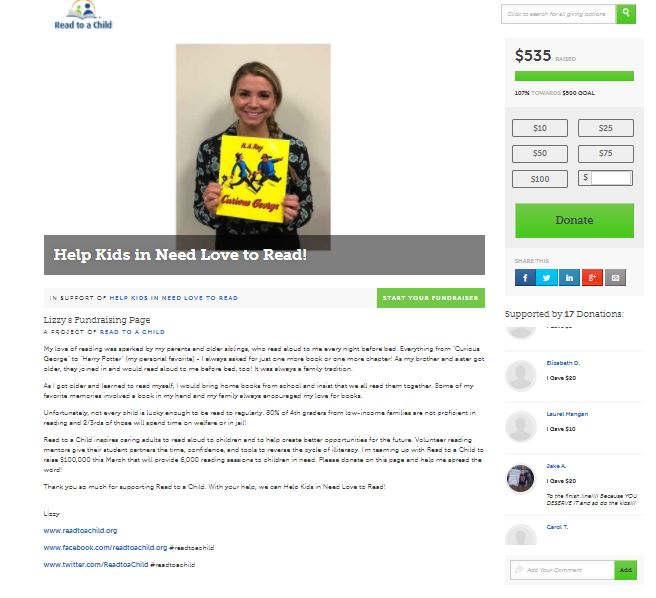 Read to a Child
Click to search for all giving options
H.A. Rey
Curious George
Help Kids in Need Love to Read!
IN SUPPORT OF HELP KIDS IN NEED LOVE TO READ
START YOUR FUNDRAISER
Lizzy's Fundraising Page
A PROJECT OF READ TO A CHILD
My love of reading was sparked by my parents and older siblings, who read aloud to me every night before bed. Everything from "Curious
George" to "Harry Potter" (my personal favorite) - I always asked for just one more book or one more chapter! As my brother and sister got
older, they joined in and would read aloud to me before bed, too! It was always a family tradition.
As I got older and learned to read myself, I would bring home books from school and insist that we all read them together. Some of my
favorite memories involved a book in my hand and my family always encouraged my love for books.
Unfortunately, not every child is lucky enough to be read to regularly. 80% of 4th graders from low-income families are not proficient in
reading and 2/3rds of those will spend time on welfare or in jail!
Read to a Child inspires caring adults to read aloud to children and to help create better opportunities for the future. Volunteer reading
mentors give their student partners the time, confidence, and tools to reverse the cycle of illiteracy. I'm teaming up with Read to a Child to
raise $100,000 this March that will provide 6,000 reading sessions to children in need. Please donate on this page and help me spread the
word!
Thank you so much for supporting Read to a Child. With your help, we can Help Kids in Need Love to Read!
Lizzy
www.readtoachild.org
www.facebook.com/readtoachild.org #readtoachild
www.twitter.com/ReadtoaChild #readtoachild
$535 RAISED
107% TOWARDS $500 GOAL
$10 $25
$50 $75
$100 $
Donate
SHARE THIS
Supported by 17 Donations:
Elizabeth D.
I Gave $20
Laurel Mangan
I Gave $10
Jake A.
I Gave $20
To the finish line!!!! Because YOU
DESERVE IT and so do the kids!!!
Carol T.
Add Your Comment
Add